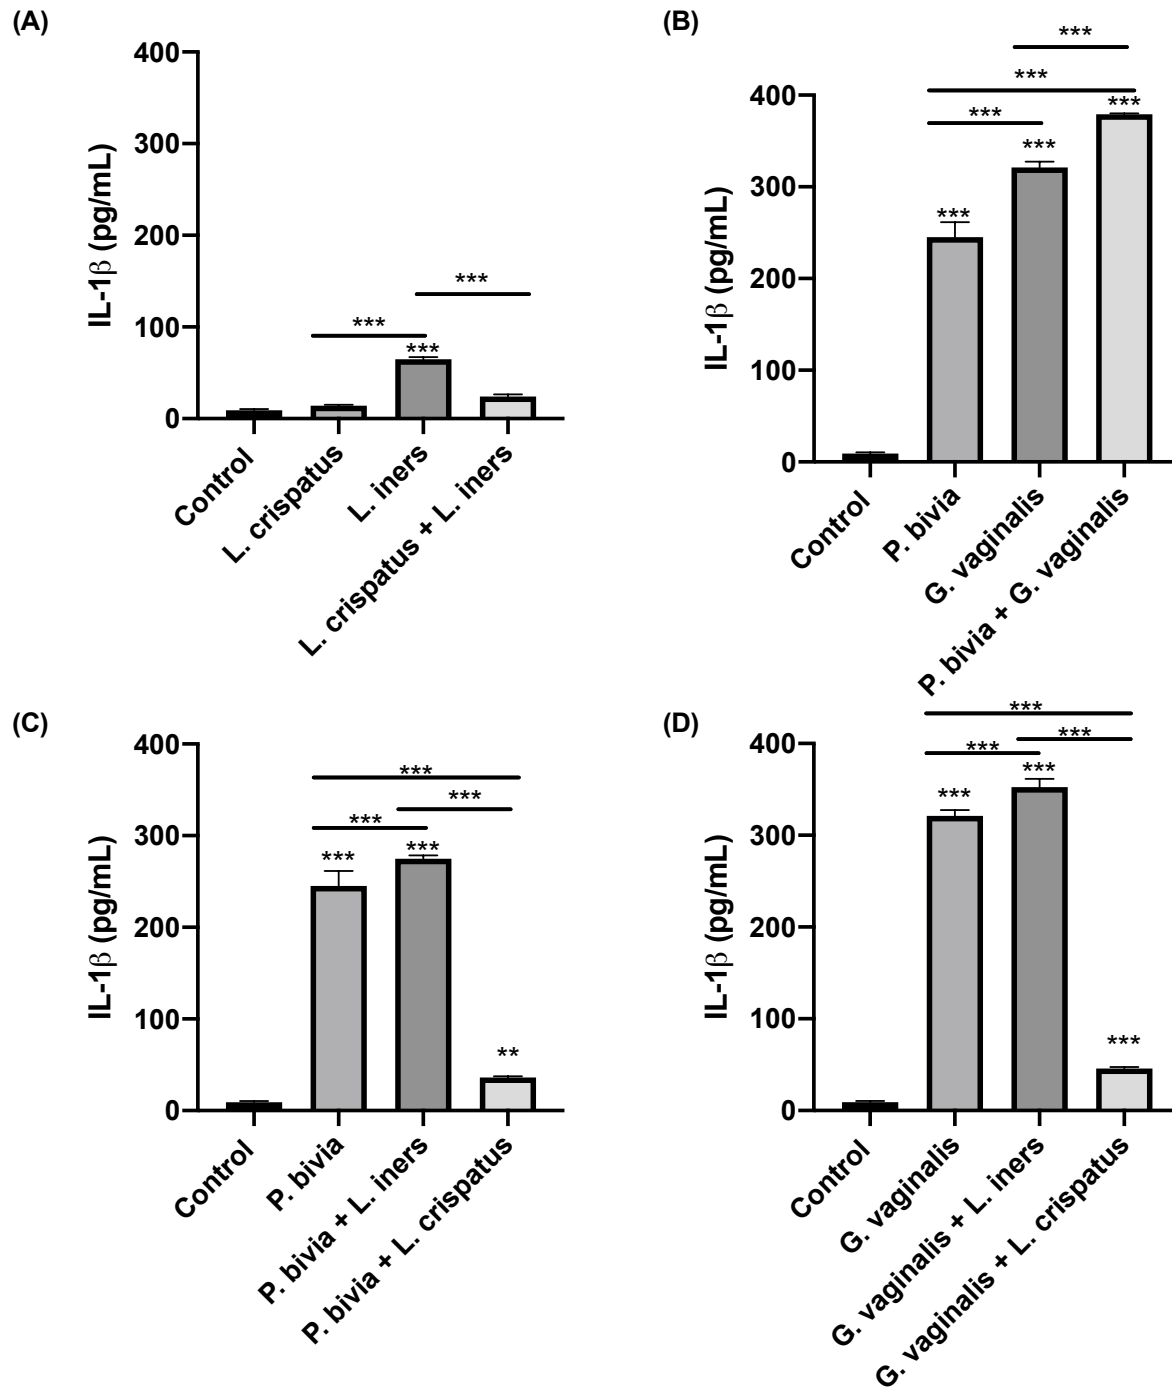 (A)
400
300
200
100
0
IL-1β (pg/mL)
***
***
***
Control
L. crispatus
L. iners
L. crispatus + L. iners
(B)
400
300
200
100
0
IL-1β (pg/mL)
***
***
***
***
***
***
Control
P. bivia
G. vaginalis
P. bivia + G. vaginalis
(C)
400
300
200
100
0
IL-1β (pg/mL)
***
***
***
***
***
**
Control
P. bivia
P. bivia + L. iners
P. bivia + L. crispatus
(D)
400
300
200
100
0
IL-1β (pg/mL)
***
***
***
***
***
***
Control
G. vaginalis
G. vaginalis + L. iners
G. vaginalis + L. crispatus